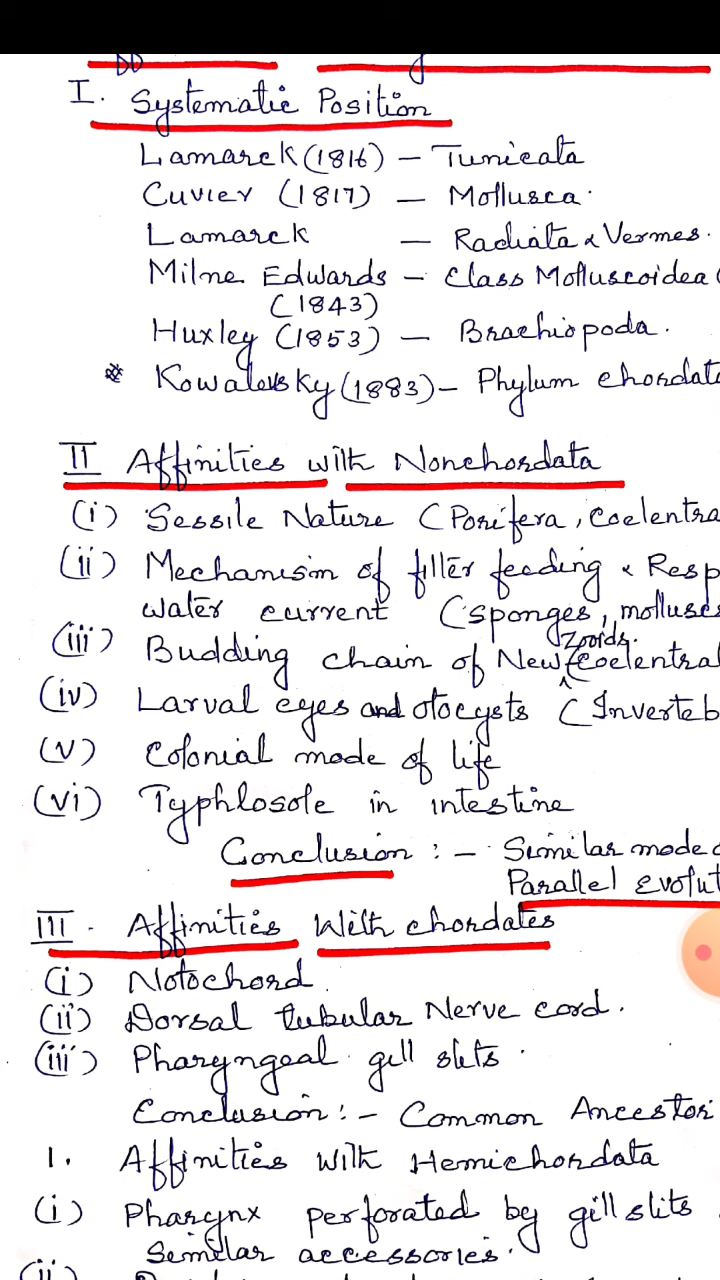 I. Systematic Position
Lamarck (1816) – Tunicata
Cuvier (1817) – Mollusca.
Lamarck – Radiata & Vermes.
Milne Edwards – Class Molluscoidea (
(1843)
Huxley (1853) – Brachiopoda.
* Kowalevsky (1883) – Phylum chordat
II Affinities with Nonchordata
(i) Sessile Nature (Porifera, Coelentra
(ii) Mechanism of filler feeding & Resp
water current (sponges, molluscs
(iii) Budding chain of New zooids. (coelentral
(iv) Larval eyes and otocysts (Inverteb
(v) Colonial mode of life
(vi) Typhlosole in intestine
Conclusion : – Similar mode
Parallel evolut
III. Affinities With chordates
(i) Notochord.
(ii) Dorsal tubular Nerve cord.
(iii) Pharyngeal gill slits.
Conclusion : – Common Ancestor
1. Affinities with Hemichordata
(i) Pharynx perforated by gill slits
Similar accessories.
(ii)